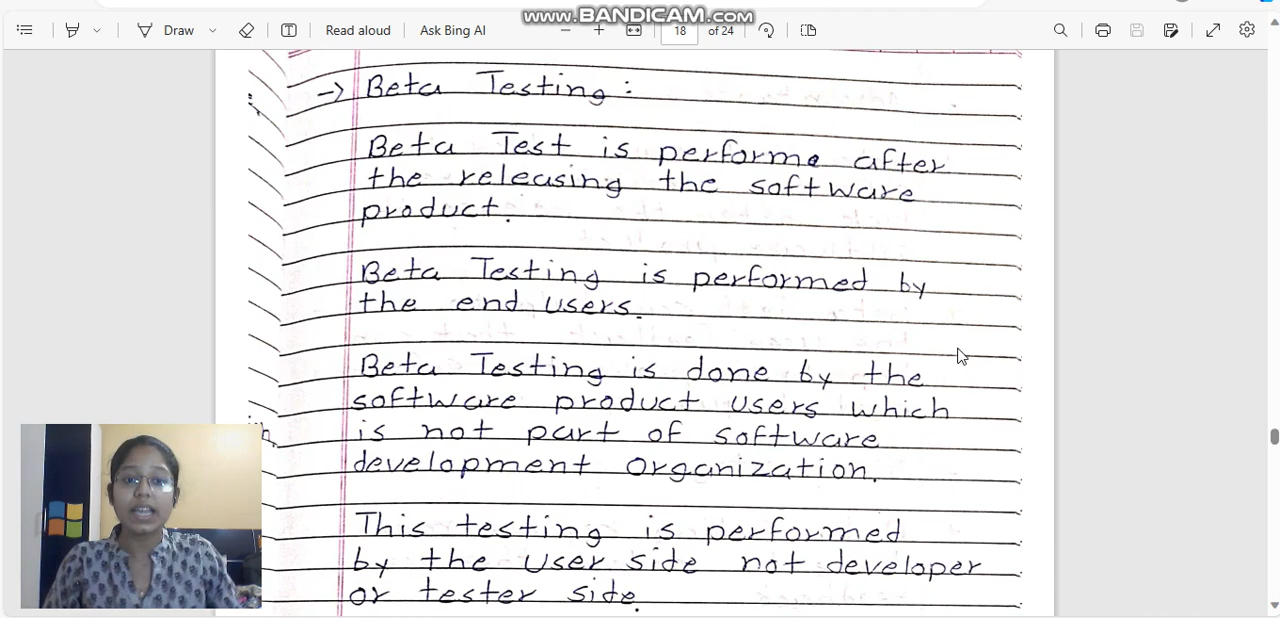 www.BANDICAM.com
Draw
Read aloud
Ask Bing AI
18
of 24
-> Beta Testing :
Beta Test is performe after
the releasing the software
product.
Beta Testing is performed by
the end users.
Beta Testing is done by the
software product users which
is not part of software
development organization.
This testing is performed
by the user side not developer
or tester side.